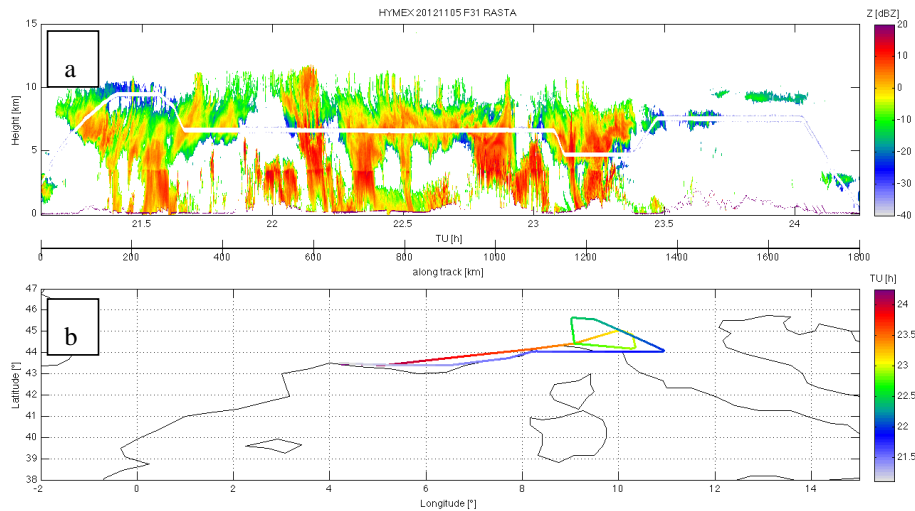 HYMEX 20121105 F31 RASTA
Z [dBZ]
a
15
10
5
0
Height [km]
21.5 22 22.5 23 23.5 24
TU [h]
20
10
0
-10
-20
-30
-40
0 200 400 600 800 1000 1200 1400 1600 1800
along track [km]
b
47
46
45
44
43
42
41
40
39
38
Latitude [°]
-2 0 2 4 6 8 10 12 14
Longitude [°]
TU [h]
24
23.5
23
22.5
22
21.5